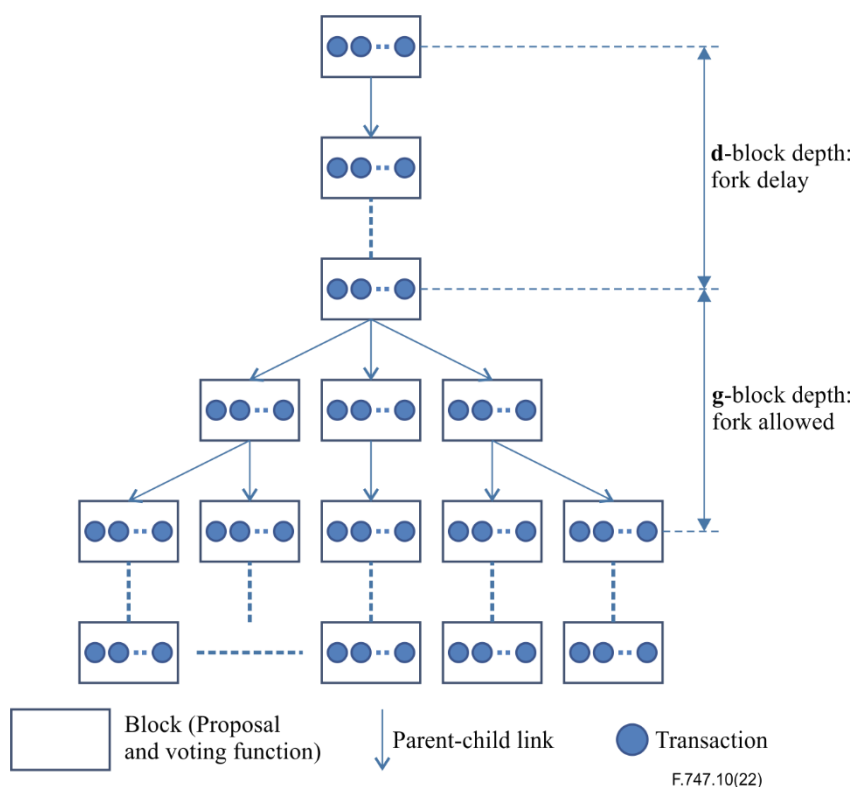 d-block depth:
fork delay
g-block depth:
fork allowed
Block (Proposal
and voting function)
Parent-child link
Transaction
F.747.10(22)